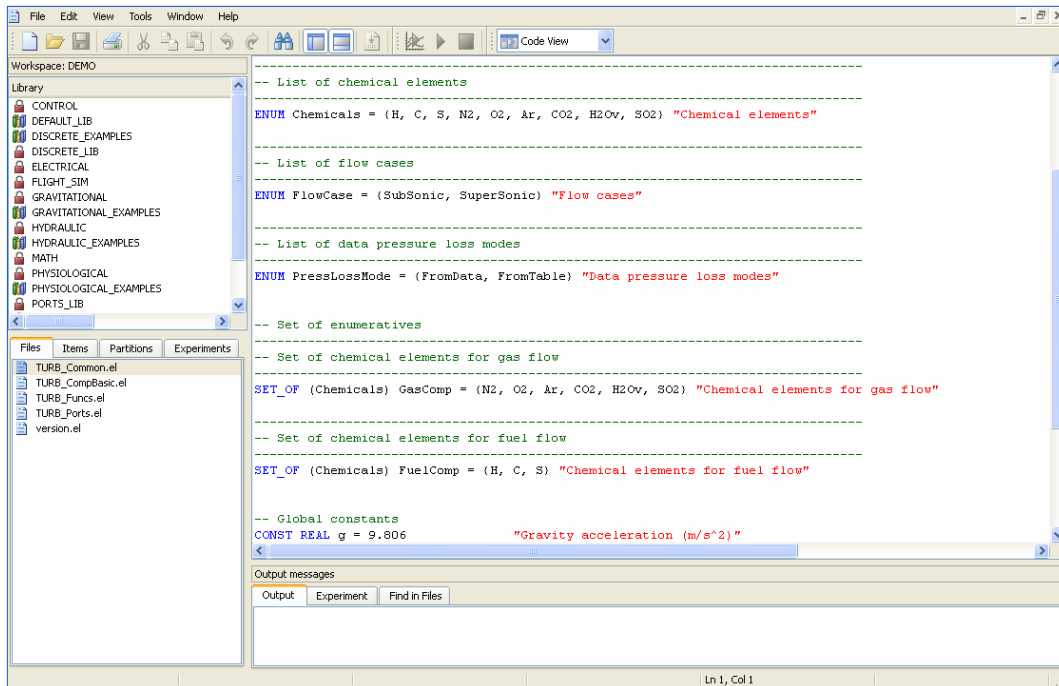 File Edit View Tools Window Help
Code View
Workspace: DEMO
Library
CONTROL
DEFAULT_LIB
DISCRETE_EXAMPLES
DISCRETE_LIB
ELECTRICAL
FLIGHT_SIM
GRAVITATIONAL
GRAVITATIONAL_EXAMPLES
HYDRAULIC
HYDRAULIC_EXAMPLES
MATH
PHYSIOLOGICAL
PHYSIOLOGICAL_EXAMPLES
PORTS_LIB
Files Items Partitions Experiments
TURB_Common.el
TURB_CompBasic.el
TURB_Funcs.el
TURB_Ports.el
version.el
--------------------------------------------------------------------------------
-- List of chemical elements
--------------------------------------------------------------------------------
ENUM Chemicals = {H, C, S, N2, O2, Ar, CO2, H2Ov, SO2} "Chemical elements"
--------------------------------------------------------------------------------
-- List of flow cases
--------------------------------------------------------------------------------
ENUM FlowCase = {SubSonic, SuperSonic} "Flow cases"
--------------------------------------------------------------------------------
-- List of data pressure loss modes
--------------------------------------------------------------------------------
ENUM PressLossMode = {FromData, FromTable} "Data pressure loss modes"
-- Set of enumeratives
--------------------------------------------------------------------------------
-- Set of chemical elements for gas flow
--------------------------------------------------------------------------------
SET_OF (Chemicals) GasComp = {N2, O2, Ar, CO2, H2Ov, SO2} "Chemical elements for gas flow"
--------------------------------------------------------------------------------
-- Set of chemical elements for fuel flow
--------------------------------------------------------------------------------
SET_OF (Chemicals) FuelComp = {H, C, S} "Chemical elements for fuel flow"
-- Global constants
CONST REAL g = 9.806 "Gravity acceleration (m/s^2)"
Output messages
Output Experiment Find in Files
Ln 1, Col 1